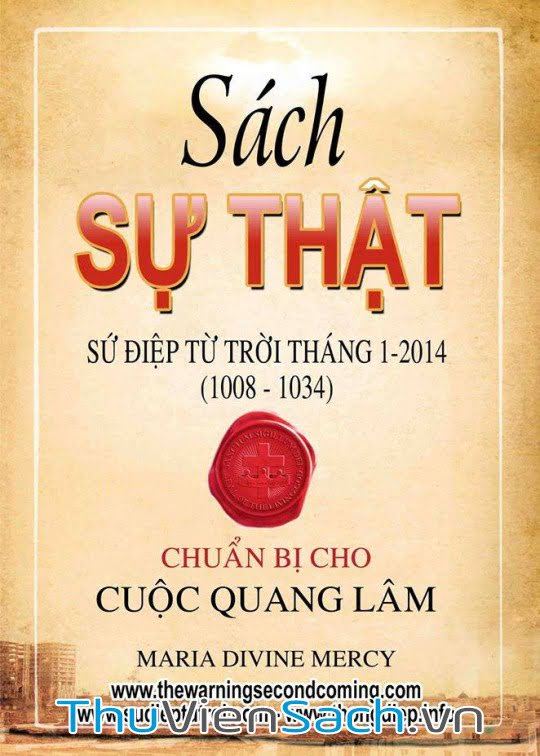 Sách
SỰ THẬT
SỨ ĐIỆP TỪ TRỜI THÁNG 1-2014
(1008 - 1034)
CHUẨN BỊ CHO
CUỘC QUANG LÂM
MARIA DIVINE MERCY
www.thewarningsecondcoming.com
ThuVienSach.vn